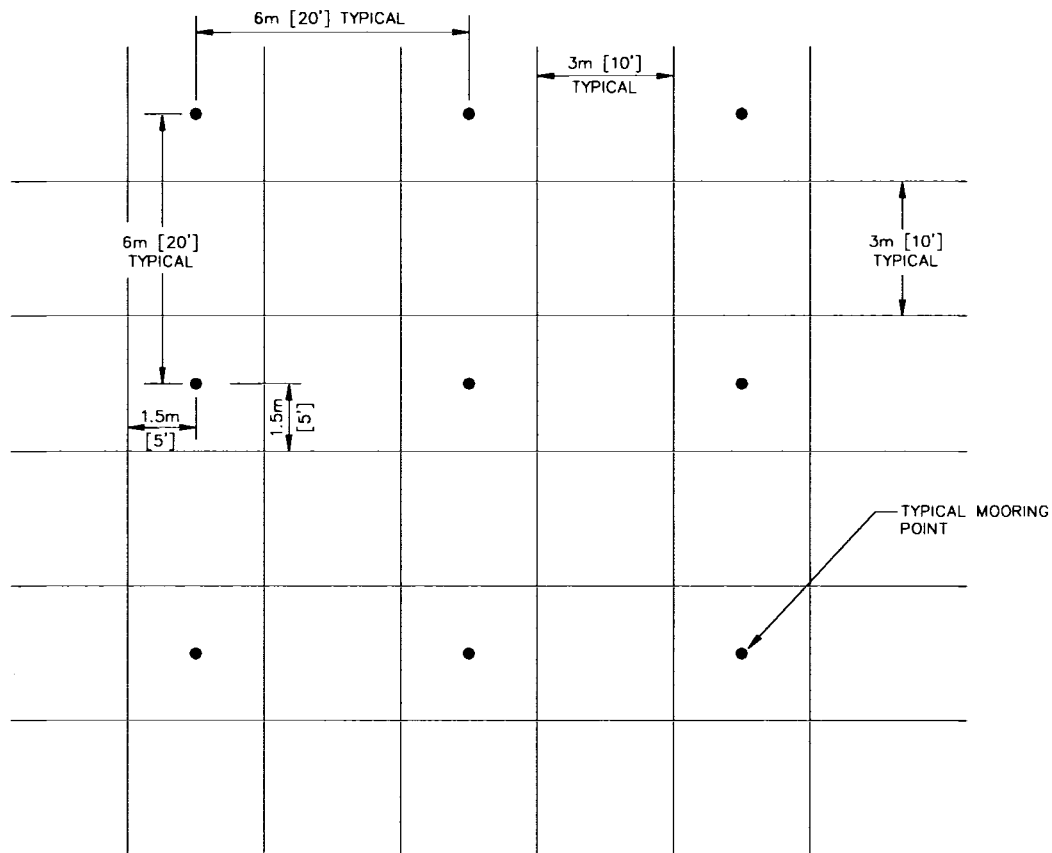 6m [20'] TYPICAL
3m [10']
TYPICAL
6m [20']
TYPICAL
3m [10']
TYPICAL
1.5m
[5']
1.5m
[5']
TYPICAL MOORING
POINT